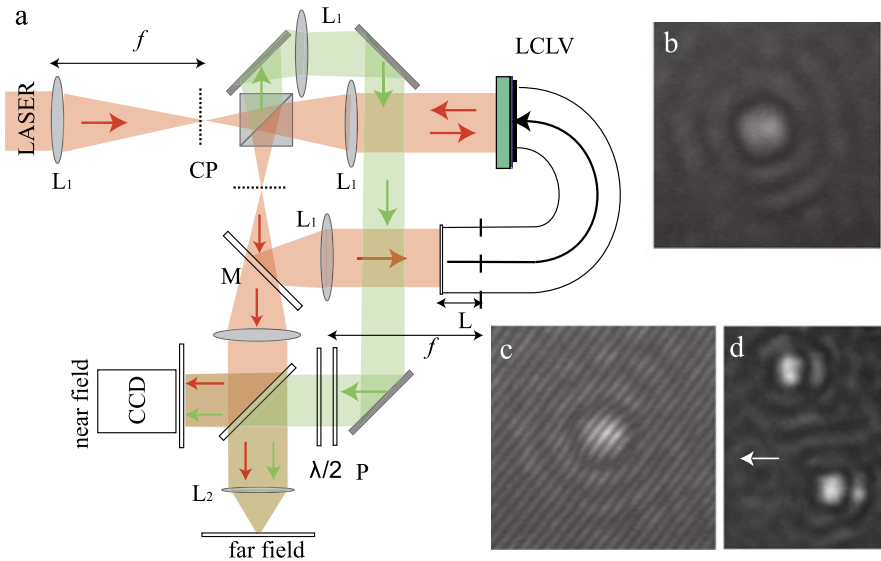 a
f
L1
LCLV
b
LASER
CP
L1
L1
L1
M
L
f
c
d
near field
CCD
L2
λ/2
P
far field